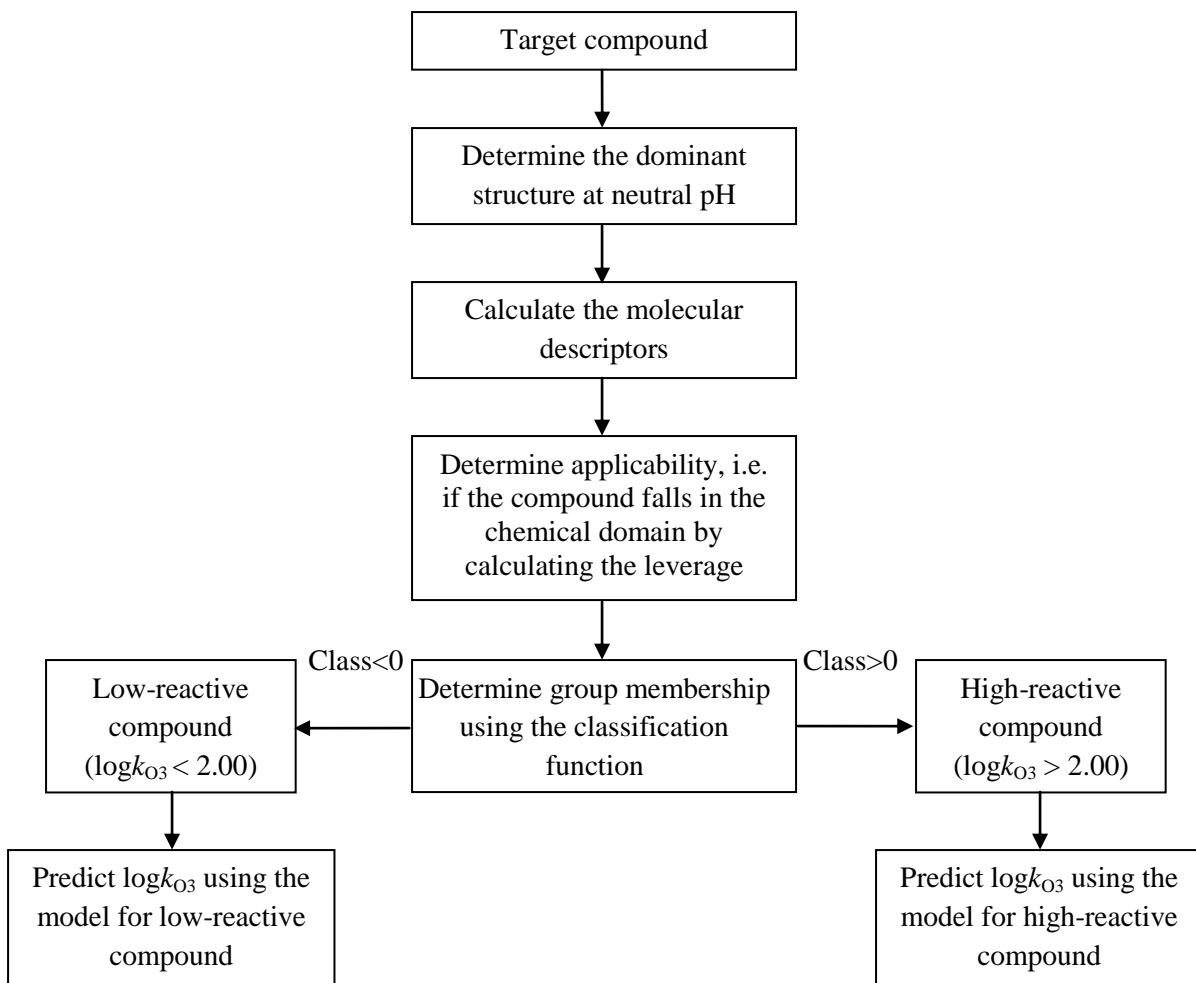 Target compound
Determine the dominant
structure at neutral pH
Calculate the molecular
descriptors
Determine applicability, i.e.
if the compound falls in the
chemical domain by
calculating the leverage
Class<0
Class>0
Low-reactive
compound
(logkO3 < 2.00)
Determine group membership
using the classification
function
High-reactive
compound
(logkO3 > 2.00)
Predict logkO3 using the
model for low-reactive
compound
Predict logkO3 using the
model for high-reactive
compound